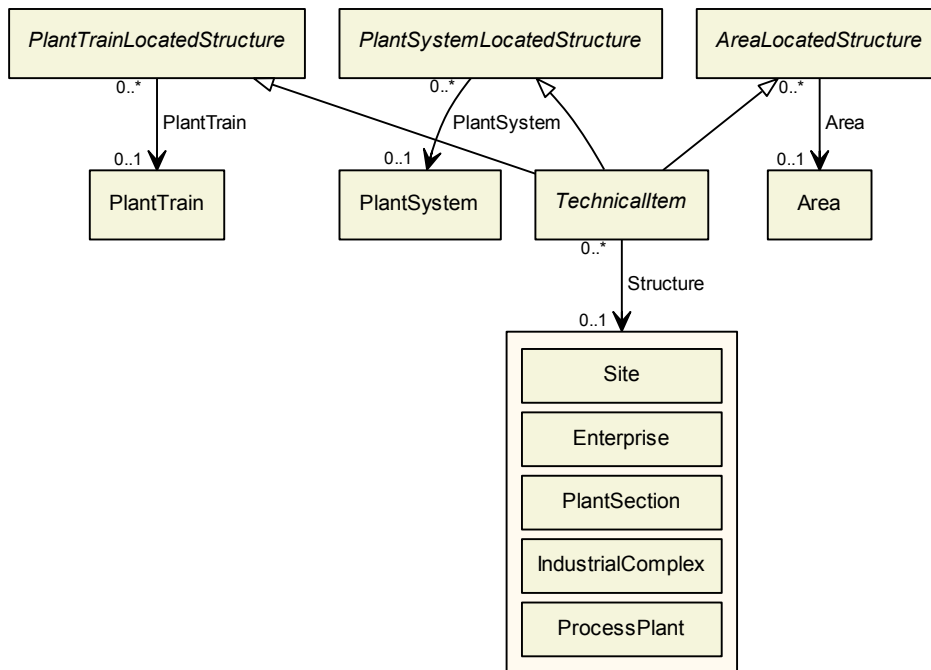 PlantTrainLocatedStructure
PlantSystemLocatedStructure
AreaLocatedStructure
0..*
0..*
0..*
PlantTrain
PlantSystem
Area
0..1
0..1
0..1
PlantTrain
PlantSystem
TechnicalItem
Area
0..*
Structure
0..1
Site
Enterprise
PlantSection
IndustrialComplex
ProcessPlant